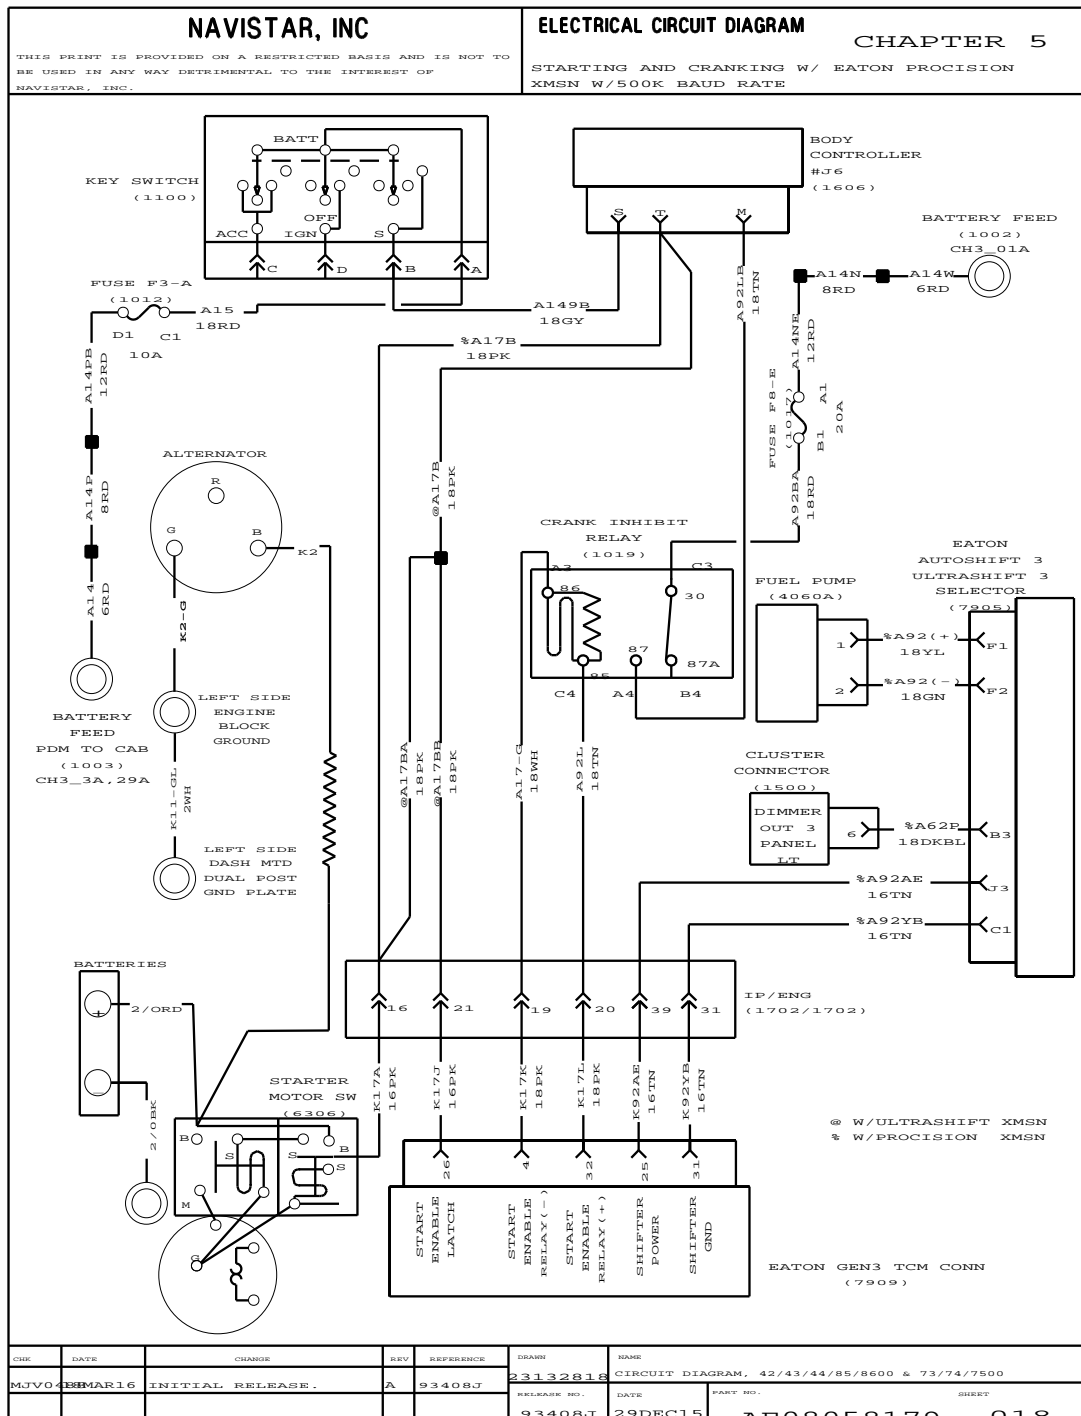 NAVISTAR, INC
THIS PRINT IS PROVIDED ON A RESTRICTED BASIS AND IS NOT TO
BE USED IN ANY WAY DETRIMENTAL TO THE INTEREST OF
NAVISTAR, INC.
ELECTRICAL CIRCUIT DIAGRAM
CHAPTER 5
STARTING AND CRANKING W/ EATON PROCISION
XMSN W/500K BAUD RATE
KEY SWITCH
(1100)
BATT
OFF
ACC
IGN
S
C
D
B
A
BODY
CONTROLLER
#J6
(1606)
S
T
M
BATTERY FEED
(1002)
CH3_01A
A14N
8RD
A14W
6RD
FUSE F3-A
(1012)
D1
C1
10A
A15
18RD
A149B
18GY
%A17B
18PK
A92LB
18TN
A14NE
12RD
FUSE F8-E
(1017)
A1
B1
20A
A92BA
18RD
A14PB
12RD
A14P
8RD
A14
6RD
BATTERY
FEED
PDM TO CAB
(1003)
CH3_3A,29A
ALTERNATOR
R
G
B
K2
K2-G
LEFT SIDE
ENGINE
BLOCK
GROUND
K11-GL
2WH
LEFT SIDE
DASH MTD
DUAL POST
GND PLATE
@A17B
18PK
CRANK INHIBIT
RELAY
(1019)
A3
C3
86
30
87
87A
85
C4
A4
B4
@A17BA
18PK
@A17BB
18PK
A17-G
18WH
A92L
18TN
EATON
AUTOSHIFT 3
ULTRASHIFT 3
SELECTOR
(7905)
FUEL PUMP
(4060A)
1
%A92(+)
18YL
F1
2
%A92(-)
18GN
F2
CLUSTER
CONNECTOR
(1500)
DIMMER
OUT 3
PANEL
LT
6
%A62P
18DKBL
B3
%A92AE
16TN
J3
%A92YB
16TN
C1
16
21
19
20
39
31
IP/ENG
(1702/1702)
BATTERIES
+
2/ORD
-
2/0BK
STARTER
MOTOR SW
(6306)
B
S
S
B
S
M
G
K17A
16PK
K17J
16PK
K17K
18PK
K17L
18PK
K92AE
16TN
K92YB
16TN
@ W/ULTRASHIFT XMSN
% W/PROCISION XMSN
26
4
32
25
31
START
ENABLE
LATCH
START
ENABLE
RELAY(-)
START
ENABLE
RELAY(+)
SHIFTER
POWER
SHIFTER
GND
EATON GEN3 TCM CONN
(7909)
CHK
DATE
CHANGE
REV
REFERENCE
DRAWN
NAME
INITIAL RELEASE.
A
93408J
23132818
CIRCUIT DIAGRAM, 42/43/44/85/8600 & 73/74/7500
RELEASE NO.
DATE
PART NO.
SHEET
93408J
29DEC15